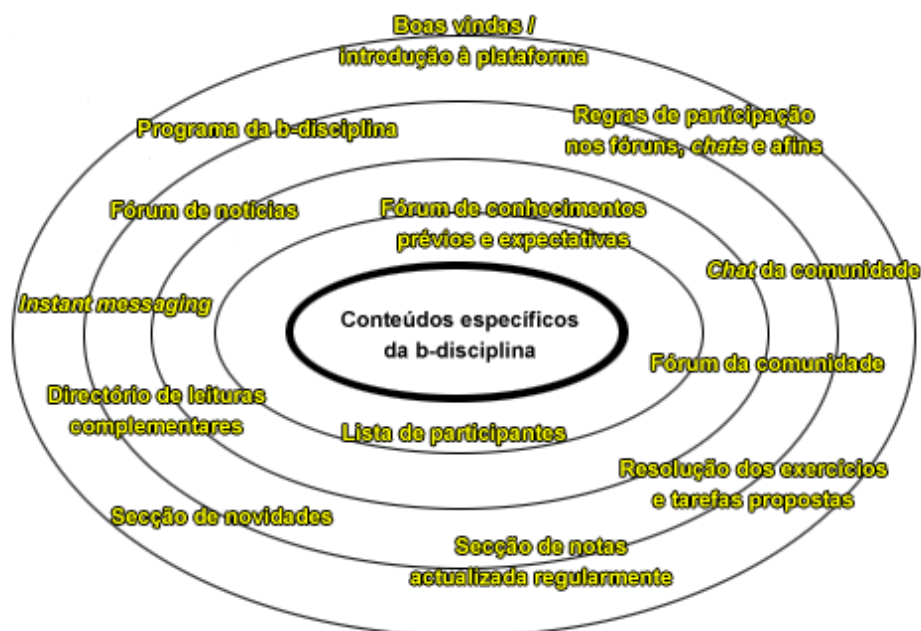 Boas vindas /
introdução à plataforma
Programa da b-disciplina
Regras de participação
nos fóruns, chats e afins
Fórum de notícias
Fórum de conhecimentos
prévios e expectativas
Chat da comunidade
Instant messaging
Conteúdos específicos
da b-disciplina
Fórum da comunidade
Directório de leituras
complementares
Lista de participantes
Resolução dos exercícios
e tarefas propostas
Secção de novidades
Secção de notas
actualizada regularmente